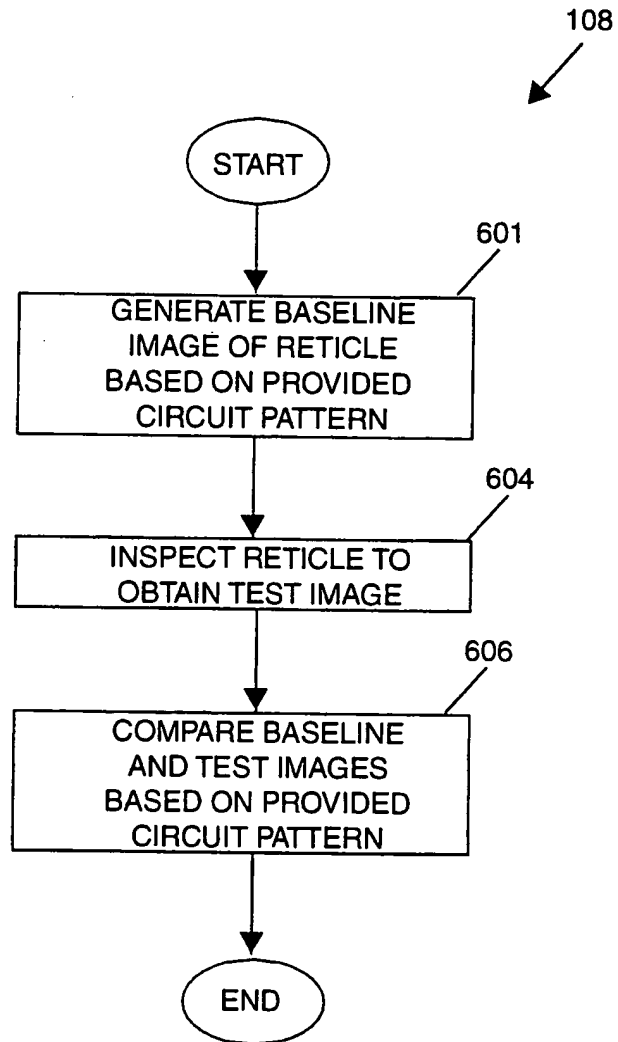 108
START
601
GENERATE BASELINE
IMAGE OF RETICLE
BASED ON PROVIDED
CIRCUIT PATTERN
604
INSPECT RETICLE TO
OBTAIN TEST IMAGE
606
COMPARE BASELINE
AND TEST IMAGES
BASED ON PROVIDED
CIRCUIT PATTERN
END